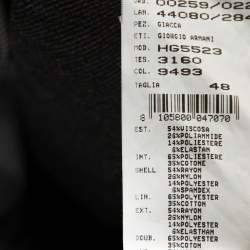 LAN. 44080/284
PEZ. GIACCA
ETI. GIORGIO ARMANI
MOD. HG5523
TES. 3160
COL. 9493
TAGLIA 48
8 105800 047070
EST. 54%VISCOSA
26%POLIAMMIDE
14%POLIESTERE
6%ELASTAM
INT. 65%POLIESTERE
35%COTONE
SHELL 54%RAYON
26%NYLON
14%POLYESTER
6%SPANDEX
LIN. 65%POLYESTER
35%COTTON
EXT. 54%RAYON
26%NYLON
14%POLYESTER
6%ELASTAN
DOUB 65%POLYESTER
35%COTON